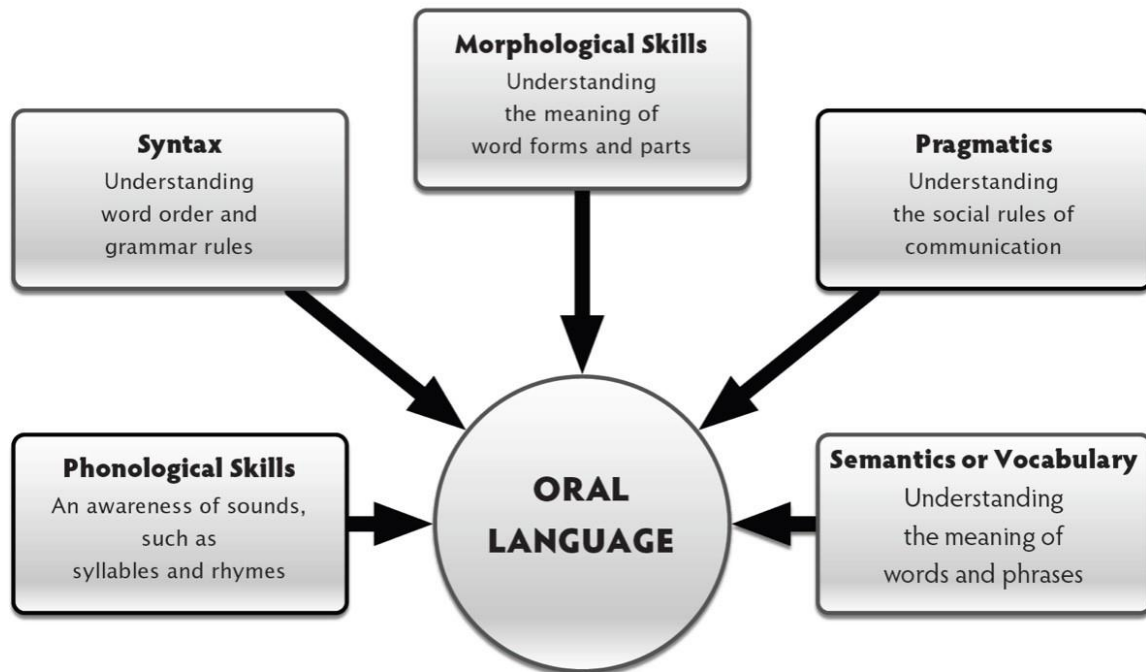 Morphological Skills
Understanding
the meaning of
word forms and parts
Syntax
Understanding
word order and
grammar rules
Pragmatics
Understanding
the social rules of
communication
Phonological Skills
An awareness of sounds,
such as
syllables and rhymes
ORAL
LANGUAGE
Semantics or Vocabulary
Understanding
the meaning of
words and phrases